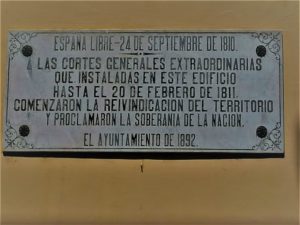 ESPAÑA LIBRE-24 DE SEPTIEMBRE DE 1810.
A LAS CORTES GENERALES EXTRAORDINARIAS
QUE INSTALADAS EN ESTE EDIFICIO
HASTA EL 20 DE FEBRERO DE 1811.
COMENZARON LA REIVINDICACION DEL TERRITORIO
Y PROCLAMARON LA SOBERANIA DE LA NACION.
EL AYUNTAMIENTO DE 1892.